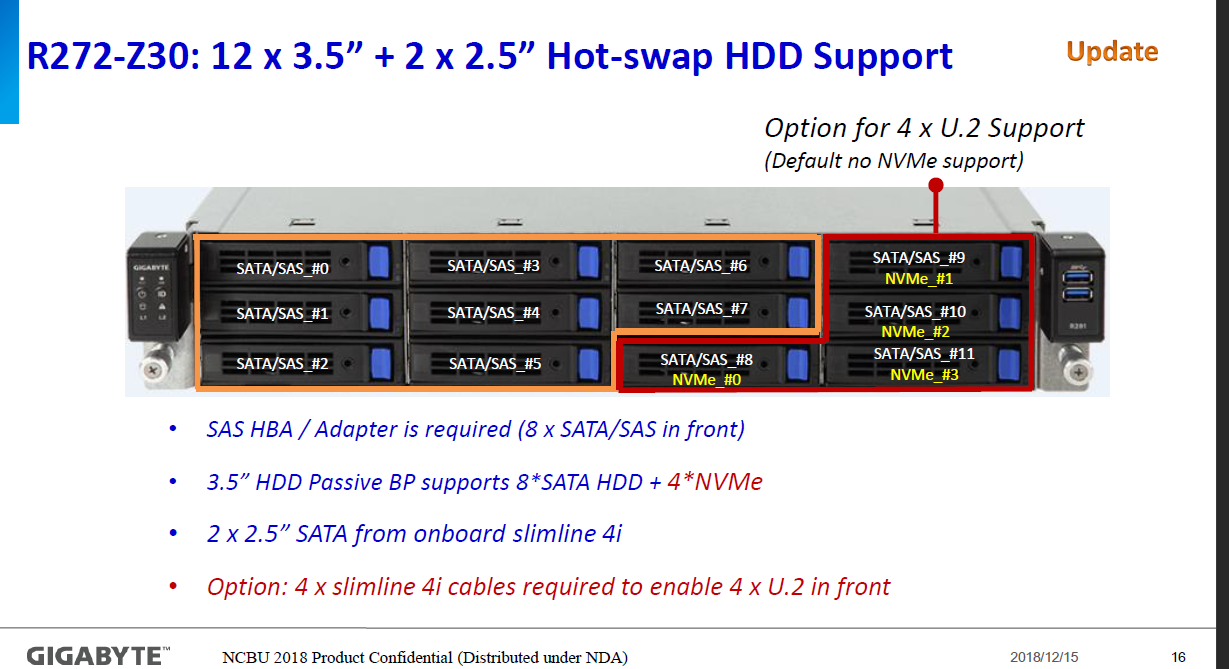 R272-Z30: 12 x 3.5” + 2 x 2.5” Hot-swap HDD Support
Update
Option for 4 x U.2 Support
(Default no NVMe support)
GIGABYTE
SATA/SAS_#0
SATA/SAS_#3
SATA/SAS_#6
SATA/SAS_#9
NVMe_#1
SATA/SAS_#1
SATA/SAS_#4
SATA/SAS_#7
SATA/SAS_#10
NVMe_#2
SATA/SAS_#2
SATA/SAS_#5
SATA/SAS_#8
NVMe_#0
SATA/SAS_#11
NVMe_#3
R281
• SAS HBA / Adapter is required (8 x SATA/SAS in front)
• 3.5” HDD Passive BP supports 8*SATA HDD + 4*NVMe
• 2 x 2.5” SATA from onboard slimline 4i
• Option: 4 x slimline 4i cables required to enable 4 x U.2 in front
GIGABYTE™
NCBU 2018 Product Confidential (Distributed under NDA)
2018/12/15
16